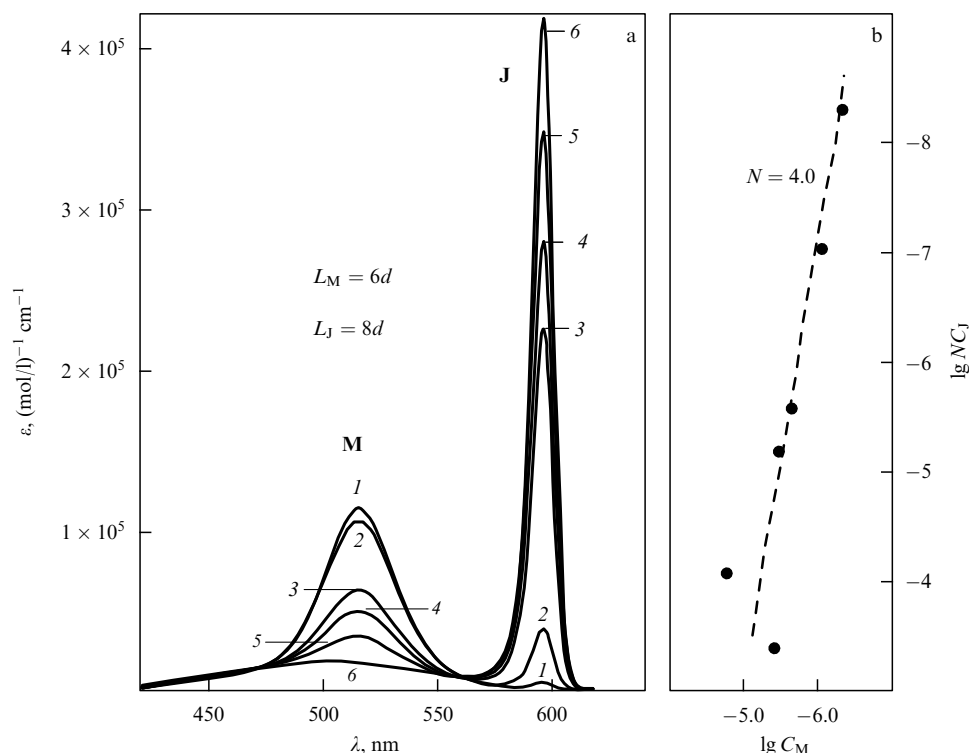 a
b
4 × 10⁵
3 × 10⁵
2 × 10⁵
1 × 10⁵
ε, (mol/l)⁻¹ cm⁻¹
J
6
5
4
3
2
1
L_M = 6d
L_J = 8d
M
1
2
3
4
5
6
450
500
550
600
λ, nm
N = 4.0
−8
−7
−6
−5
−4
lg NC_J
−5.0
−6.0
lg C_M